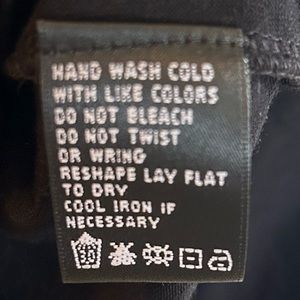 HAND WASH COLD
WITH LIKE COLORS
DO NOT BLEACH
DO NOT TWIST
OR WRING
RESHAPE LAY FLAT
TO DRY
COOL IRON IF
NECESSARY